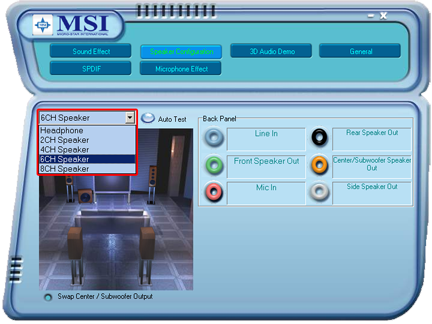 MSI
MICRO-STAR INTERNATIONAL
Sound Effect
Speaker Configuration
3D Audio Demo
General
SPDIF
Microphone Effect
6CH Speaker
Auto Test
Headphone
2CH Speaker
4CH Speaker
6CH Speaker
8CH Speaker
Back Panel
Line In
Rear Speaker Out
Front Speaker Out
Center/Subwoofer Speaker
Out
Mic In
Side Speaker Out
Swap Center / Subwoofer Output